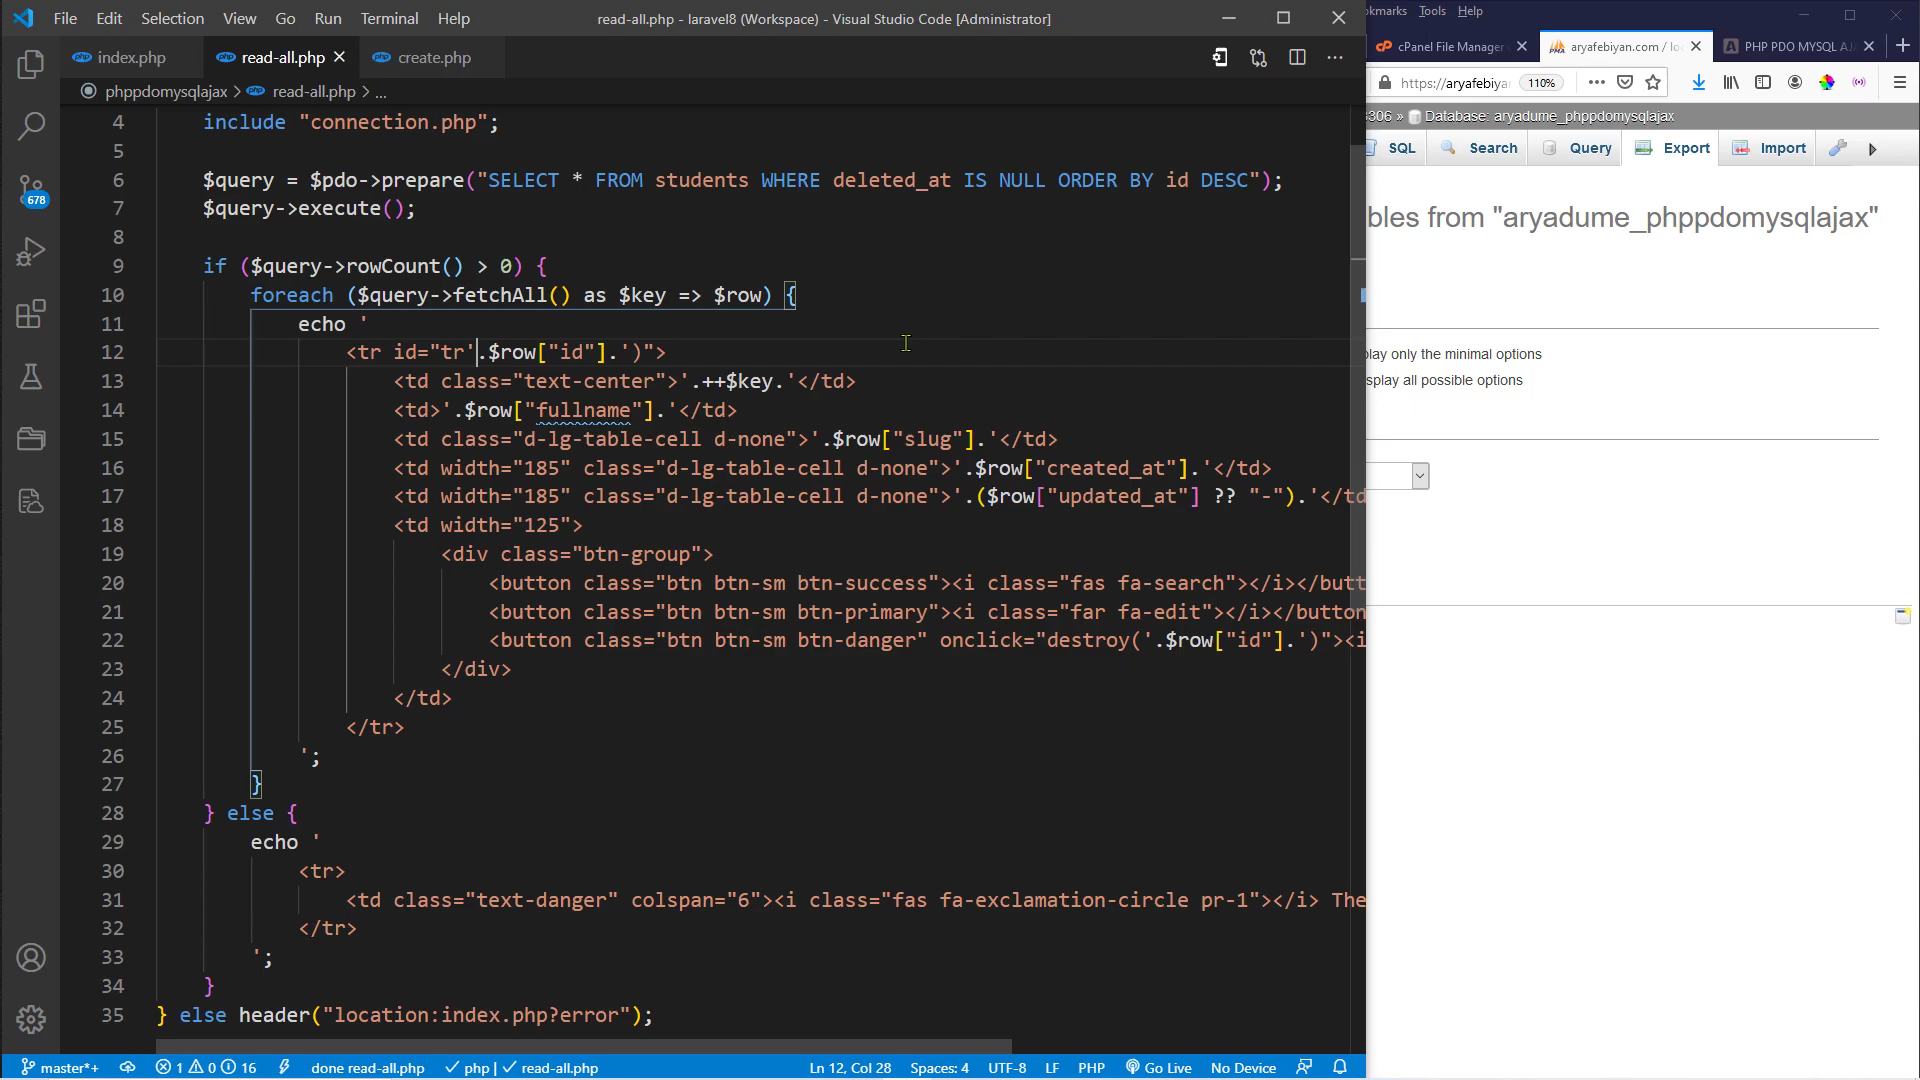 File Edit Selection View Go Run Terminal Help
read-all.php - laravel8 (Workspace) - Visual Studio Code [Administrator]
index.php
read-all.php
create.php
phppdomysqlajax > read-all.php > ...
4 include "connection.php";
5
6 $query = $pdo->prepare("SELECT * FROM students WHERE deleted_at IS NULL ORDER BY id DESC");
7 $query->execute();
8
9 if ($query->rowCount() > 0) {
10 foreach ($query->fetchAll() as $key => $row) {
11 echo '
12 <tr id="tr'.$row["id"].')">
13 <td class="text-center">'.++$key.'</td>
14 <td>'.$row["fullname"].'</td>
15 <td class="d-lg-table-cell d-none">'.$row["slug"].'</td>
16 <td width="185" class="d-lg-table-cell d-none">'.$row["created_at"].'</td>
17 <td width="185" class="d-lg-table-cell d-none">'.($row["updated_at"] ?? "-").'</td
18 <td width="125">
19 <div class="btn-group">
20 <button class="btn btn-sm btn-success"><i class="fas fa-search"></i></butt
21 <button class="btn btn-sm btn-primary"><i class="far fa-edit"></i></button
22 <button class="btn btn-sm btn-danger" onclick="destroy('.$row["id"].')"><i
23 </div>
24 </td>
25 </tr>
26 ';
27 }
28 } else {
29 echo '
30 <tr>
31 <td class="text-danger" colspan="6"><i class="fas fa-exclamation-circle pr-1"></i> The
32 </tr>
33 ';
34 }
35 } else header("location:index.php?error");
678
master*+ 1 0 16 done read-all.php php | read-all.php Ln 12, Col 28 Spaces: 4 UTF-8 LF PHP Go Live No Device
okmarks Tools Help
cPanel File Manager
aryafebiyan.com / lo
PHP PDO MYSQL AJ
https://aryafebiya 110%
3306 » Database: aryadume_phppdomysqlajax
SQL Search Query Export Import
bles from "aryadume_phppdomysqlajax"
play only the minimal options
splay all possible options